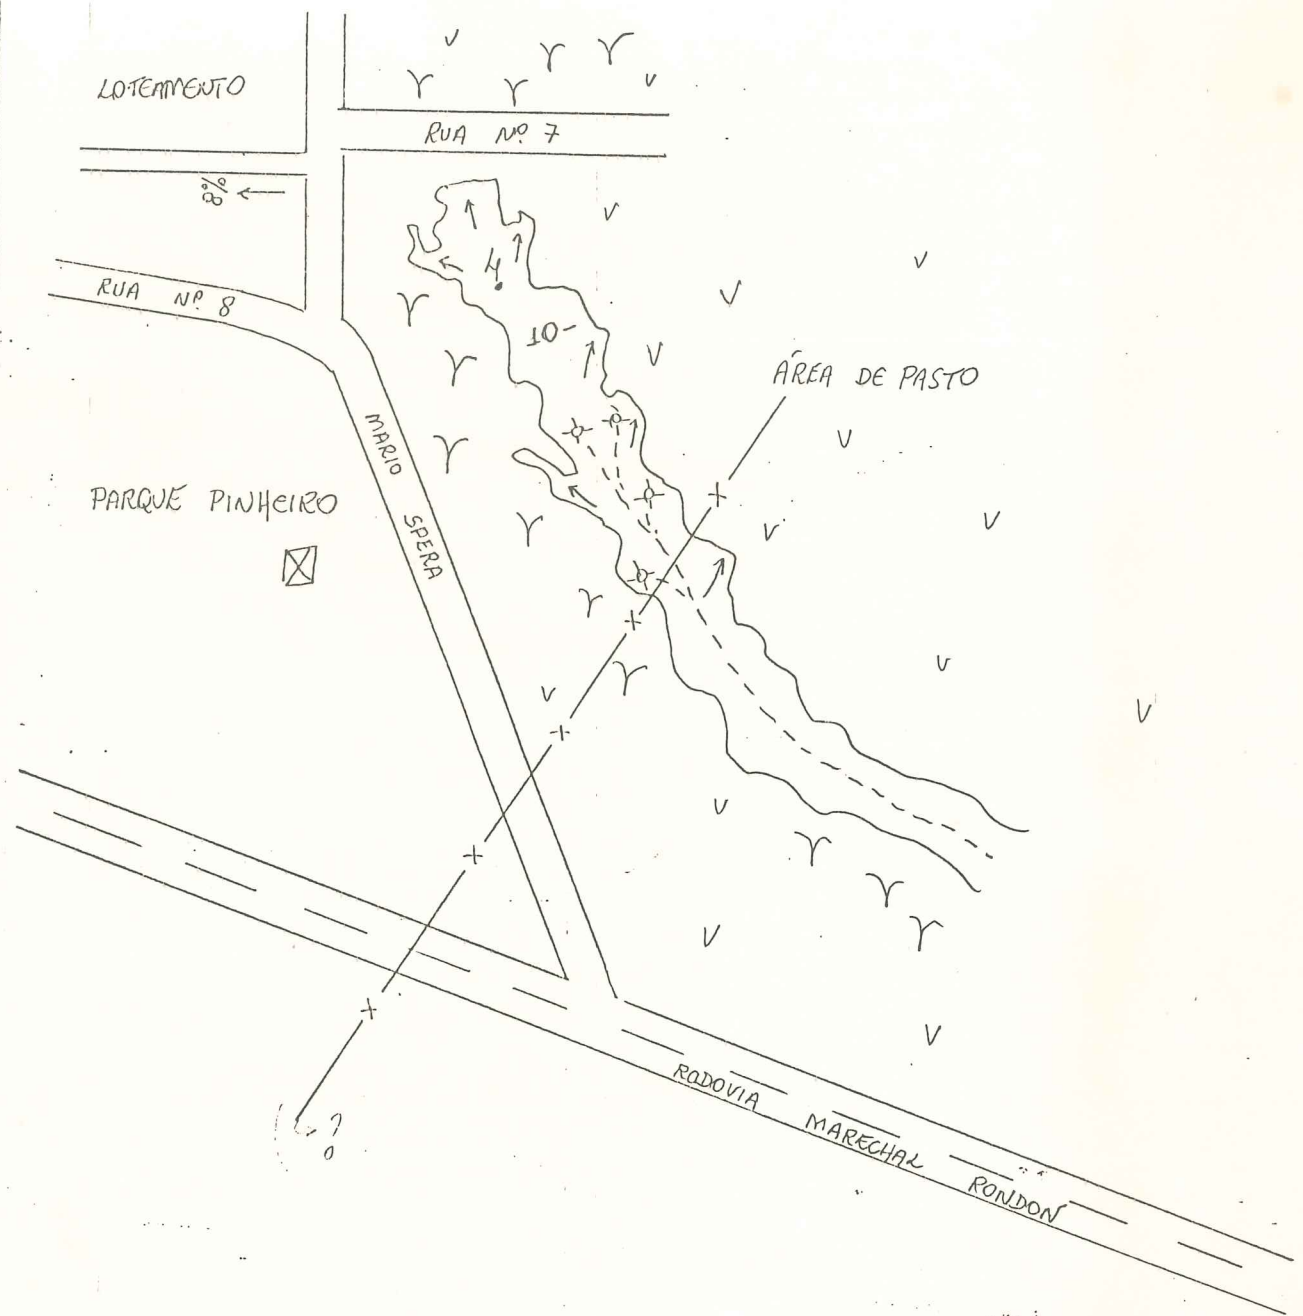 LOTEAMENTO
RUA Nº 7
8%
RUA Nº 8
4
10-
ÁREA DE PASTO
MARIO SPERA
PARQUE PINHEIRO
?
RODOVIA MARECHAL RONDON